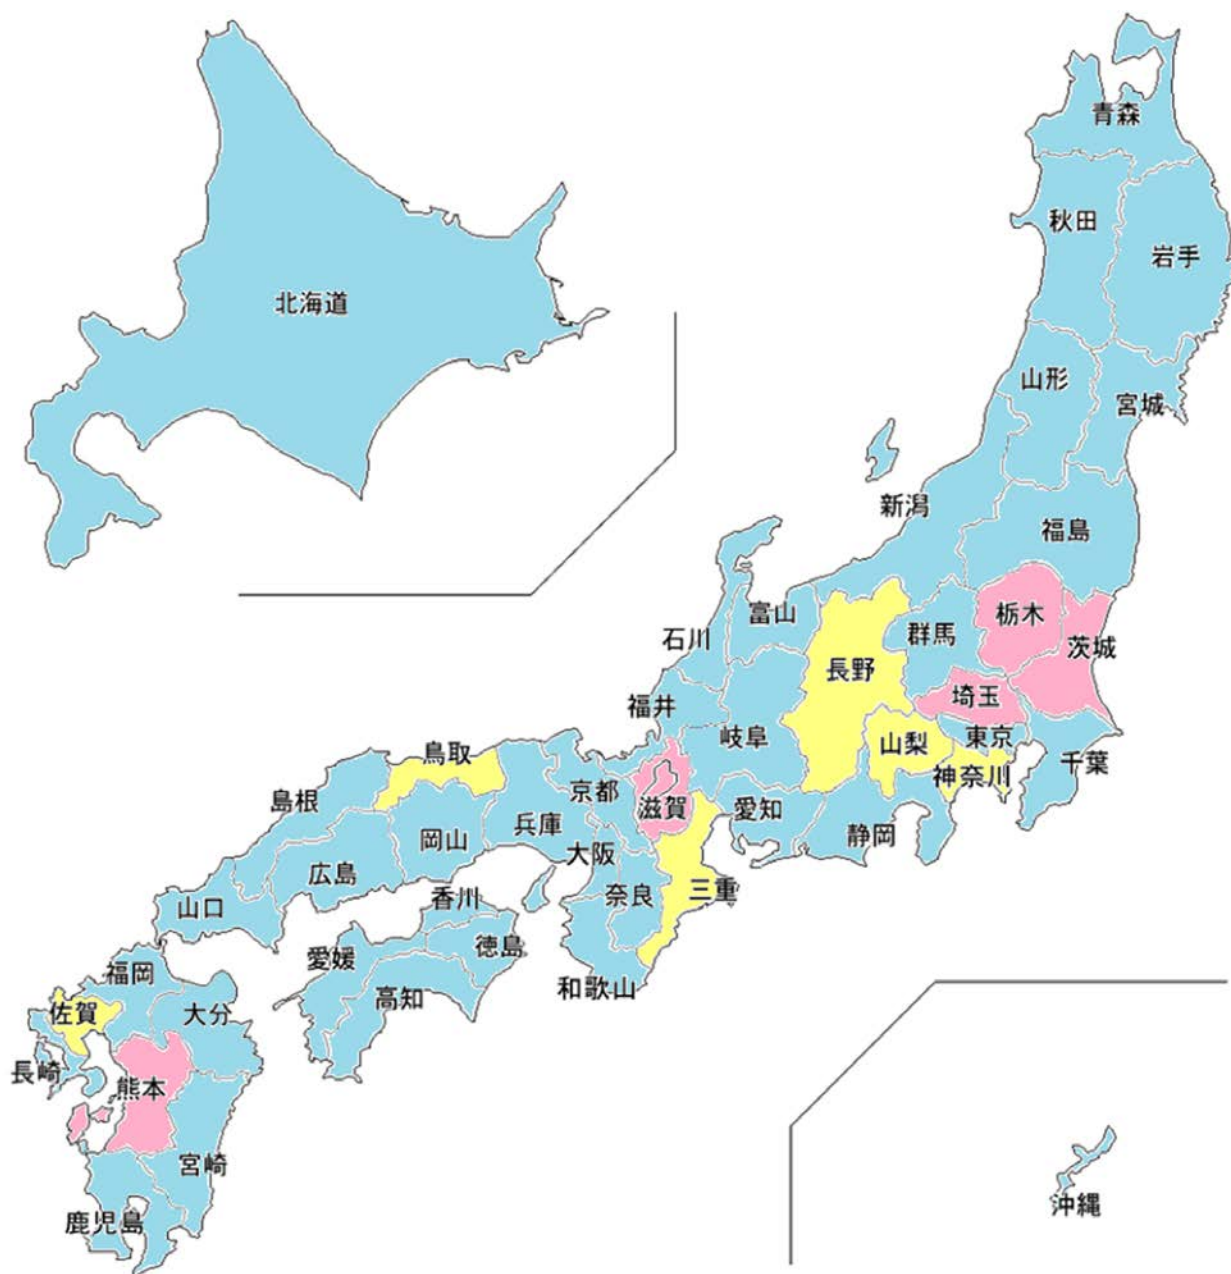 北海道
青森
秋田
岩手
山形
宮城
新潟
福島
栃木
群馬
茨城
富山
石川
長野
埼玉
福井
岐阜
山梨
東京
神奈川
千葉
鳥取
島根
京都
滋賀
愛知
静岡
兵庫
岡山
大阪
広島
奈良
三重
山口
香川
徳島
愛媛
高知
和歌山
福岡
佐賀
大分
長崎
熊本
宮崎
鹿児島
沖縄